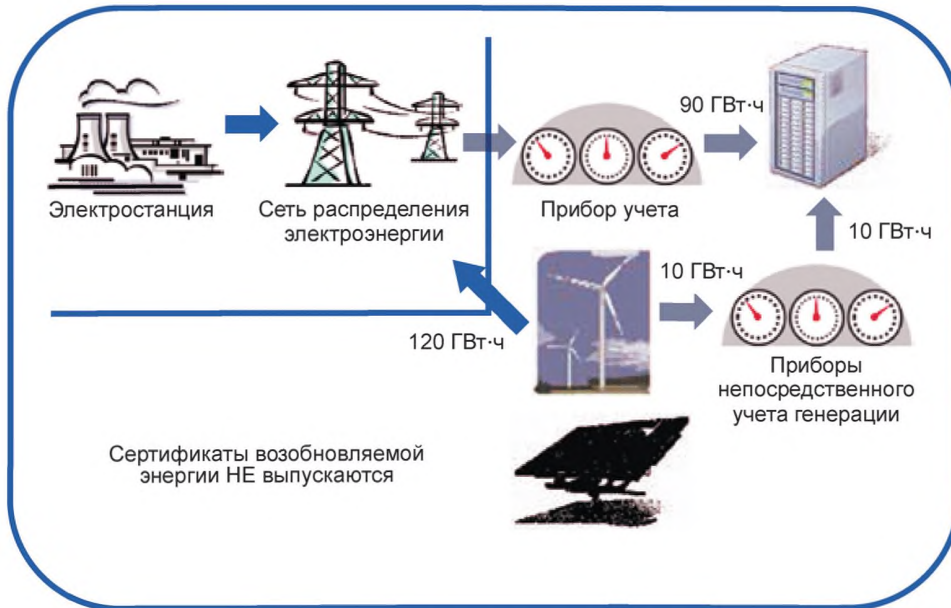 90 ГВт·ч
Электростанция
Сеть распределения
электроэнергии
Прибор учета
10 ГВт·ч
10 ГВт·ч
120 ГВт·ч
Приборы
непосредственного
учета генерации
Сертификаты возобновляемой
энергии НЕ выпускаются